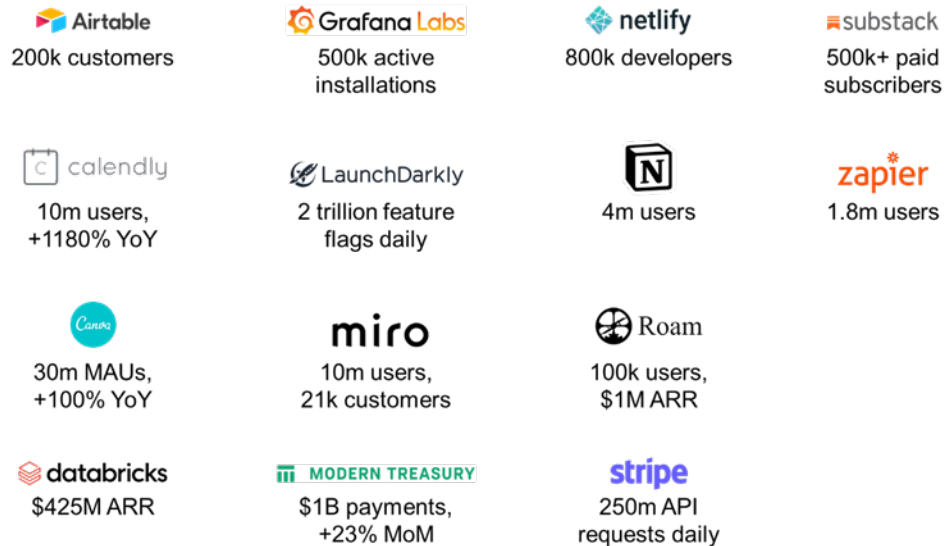 Airtable
200k customers
Grafana Labs
500k active
installations
netlify
800k developers
substack
500k+ paid
subscribers
C calendly
10m users,
+1180% YoY
LaunchDarkly
2 trillion feature
flags daily
N
4m users
zapier
1.8m users
Canva
30m MAUs,
+100% YoY
miro
10m users,
21k customers
Roam
100k users,
$1M ARR
databricks
$425M ARR
MODERN TREASURY
$1B payments,
+23% MoM
stripe
250m API
requests daily